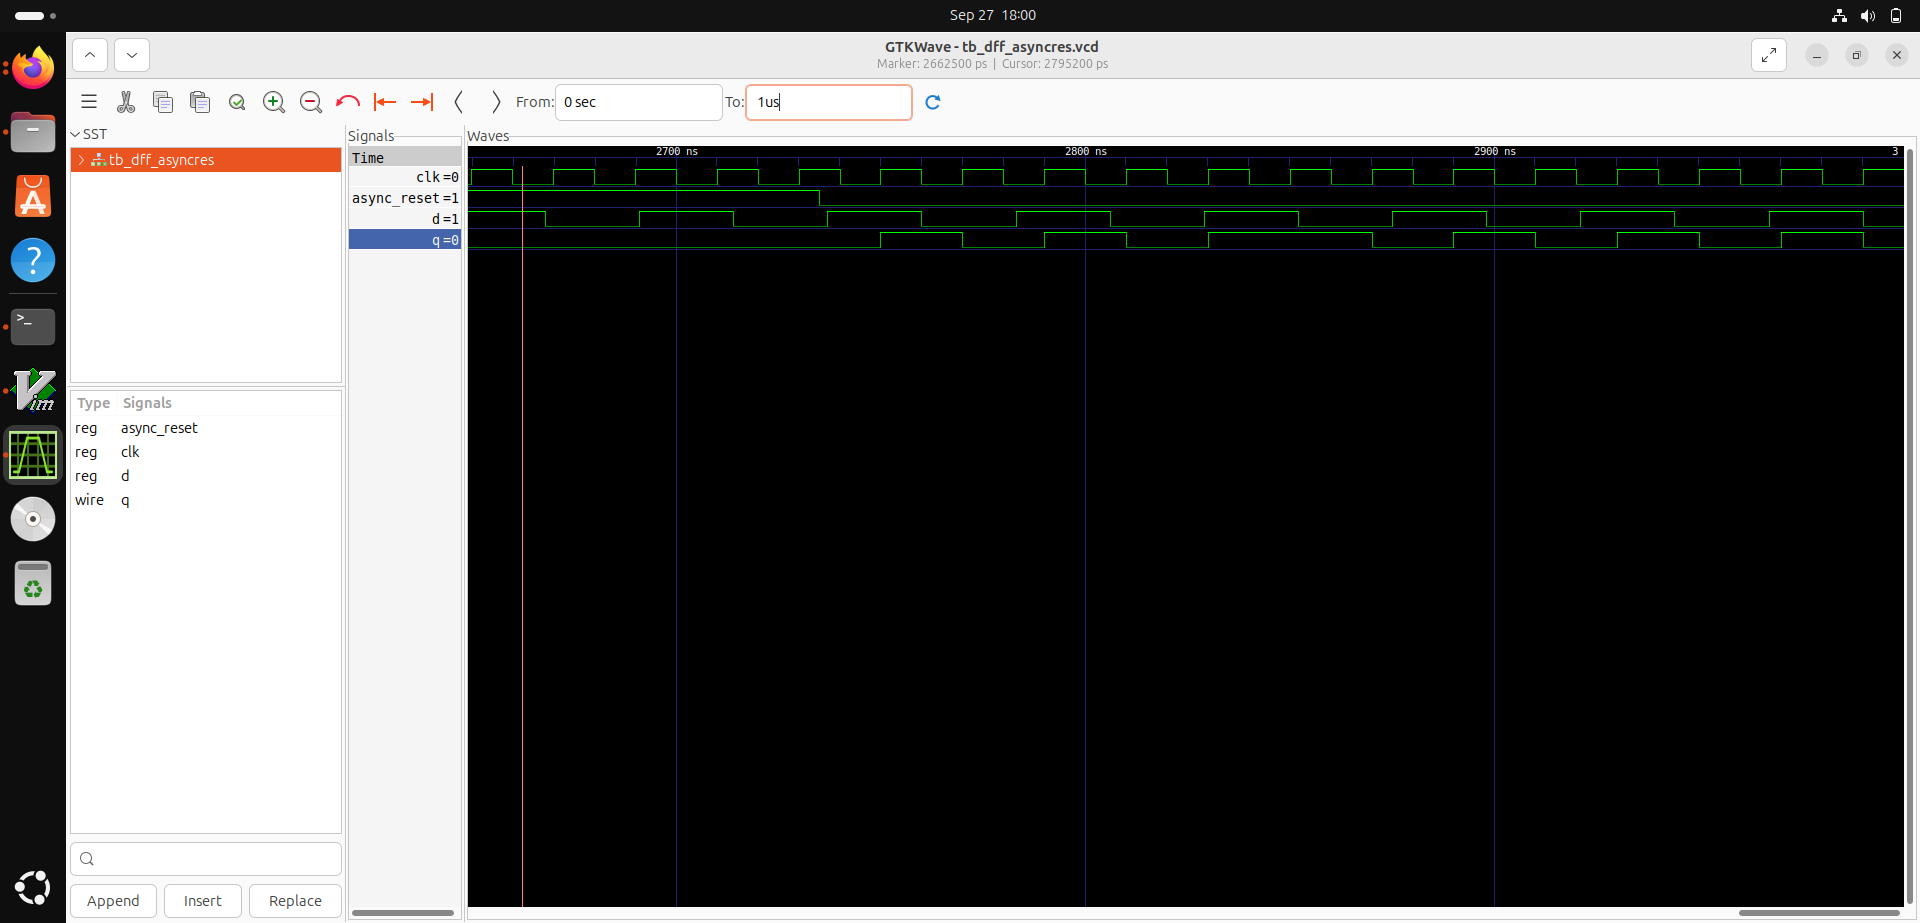 Sep 27 18:00
GTKWave - tb_dff_asyncres.vcd
Marker: 2662500 ps | Cursor: 2795200 ps
From: 0 sec To: 1us
SST
tb_dff_asyncres
Type Signals
reg async_reset
reg clk
reg d
wire q
Append Insert Replace
Signals
Time
clk =0
async_reset =1
d =1
q =0
Waves
2700 ns 2800 ns 2900 ns 3